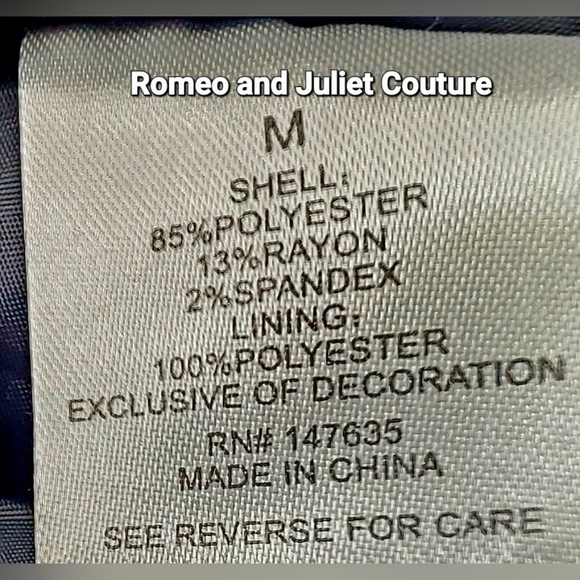 Romeo and Juliet Couture
M
SHELL:
85%POLYESTER
13%RAYON
2%SPANDEX
LINING:
100%POLYESTER
EXCLUSIVE OF DECORATION
RN# 147635
MADE IN CHINA
SEE REVERSE FOR CARE